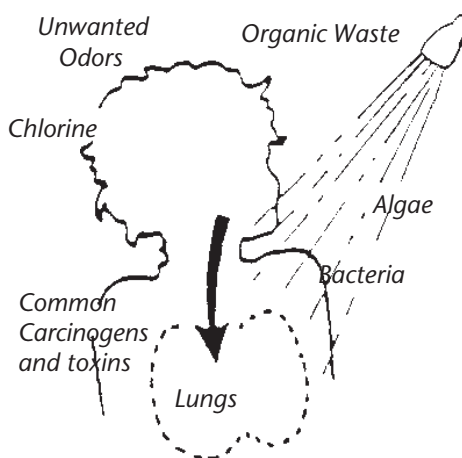 Unwanted
Odors
Organic Waste
Chlorine
Algae
Bacteria
Common
Carcinogens
and toxins
Lungs